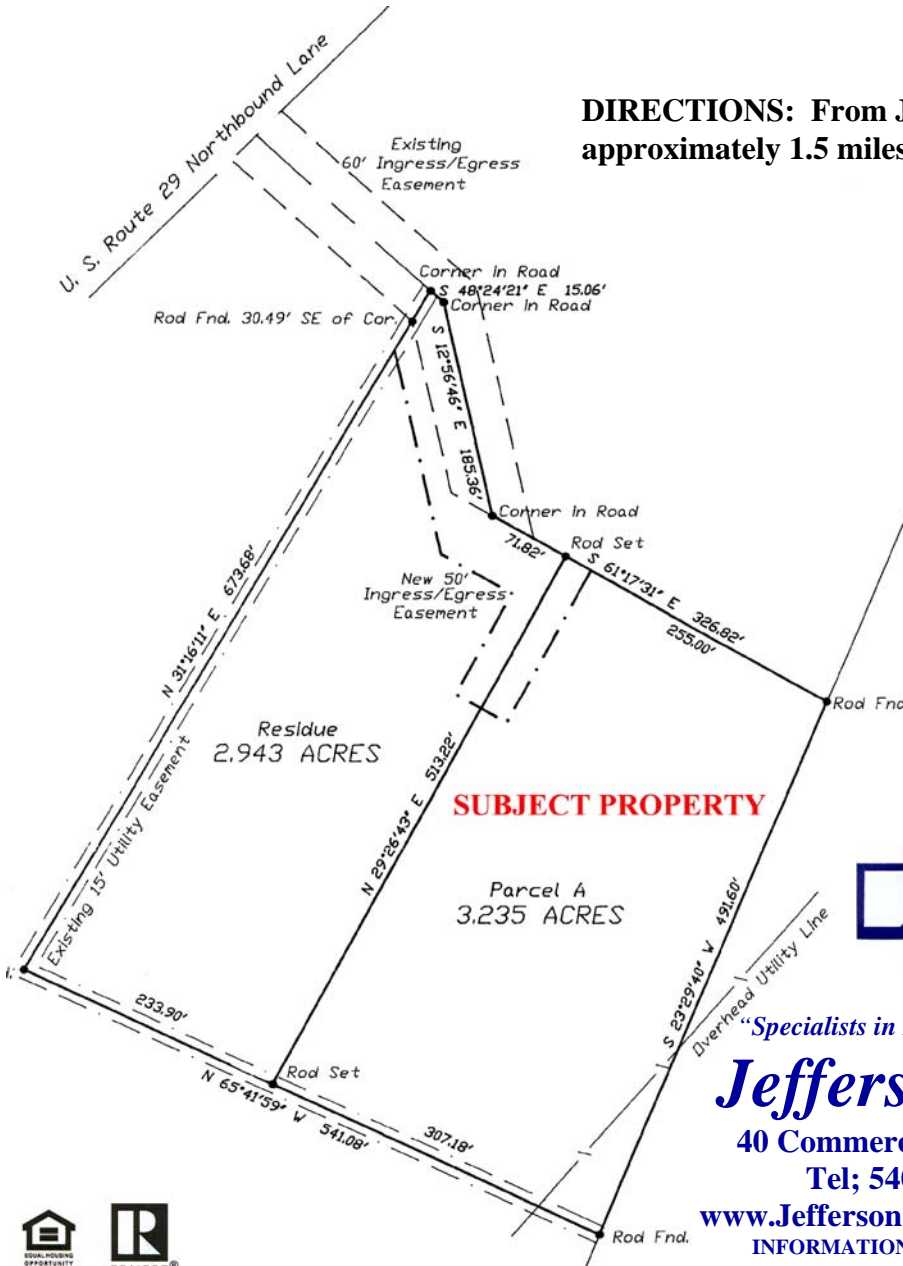 DIRECTIONS: From J
approximately 1.5 miles
U. S. Route 29 Northbound Lane
Existing
60' Ingress/Egress
Easement
Corner In Road
S 48°24'21" E 15.06'
Corner In Road
Rod Fnd. 30.49' SE of Cor.
S 12°56'46" E 185.36'
Corner In Road
71.82'
Rod Set
S 61°17'31" E 326.82'
255.00'
New 50'
Ingress/Egress
Easement
N 31°16'11" E 673.68'
Rod Fnd
Residue
2.943 ACRES
N 29°26'43" E 513.22'
SUBJECT PROPERTY
Existing 15' Utility Easement
Parcel A
3.235 ACRES
S 23°29'40" W 491.60'
Overhead Utility Line
233.90'
Rod Set
N 65°41'59" W 541.08'
307.18'
Rod Fnd.
"Specialists in
Jeffers
40 Commerc
Tel; 540
www.Jefferson
INFORMATION
EQUAL HOUSING
OPPORTUNITY
R